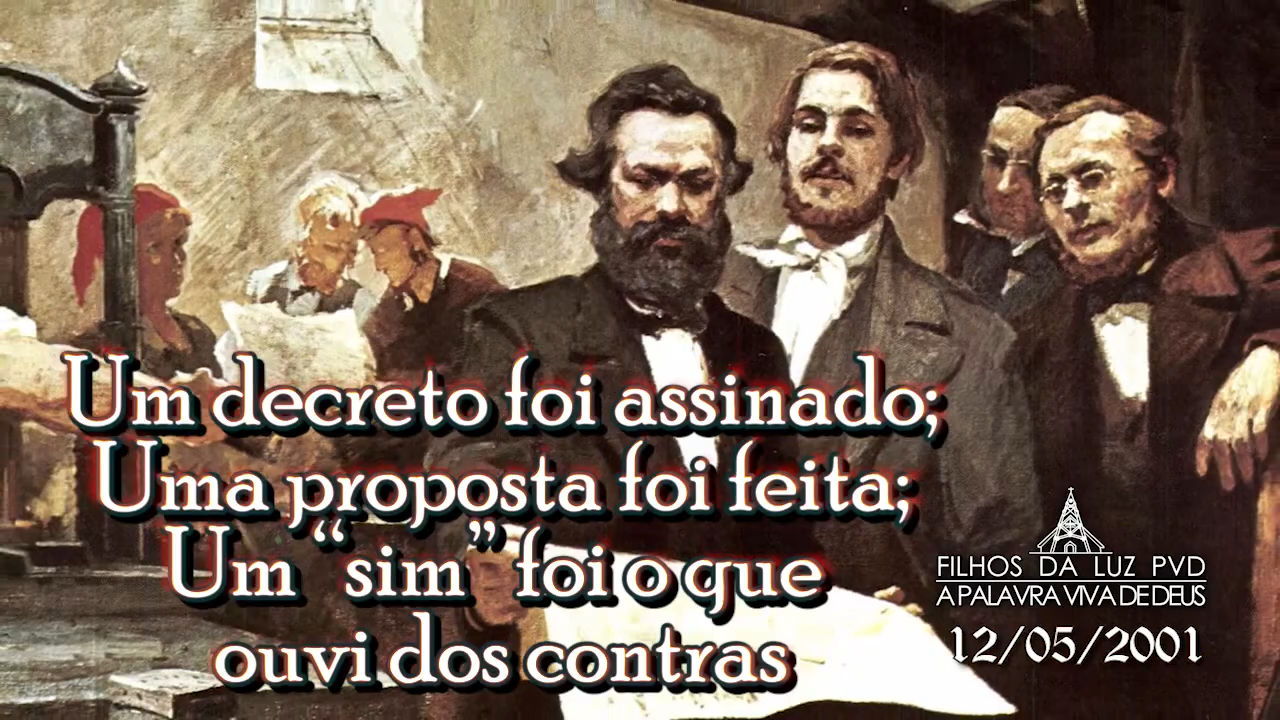 Um decreto foi assinado;
Uma proposta foi feita;
Um “sim” foi o que
ouvi dos contras
FILHOS DA LUZ PVD
A PALAVRA VIVA DE DEUS
12/05/2001